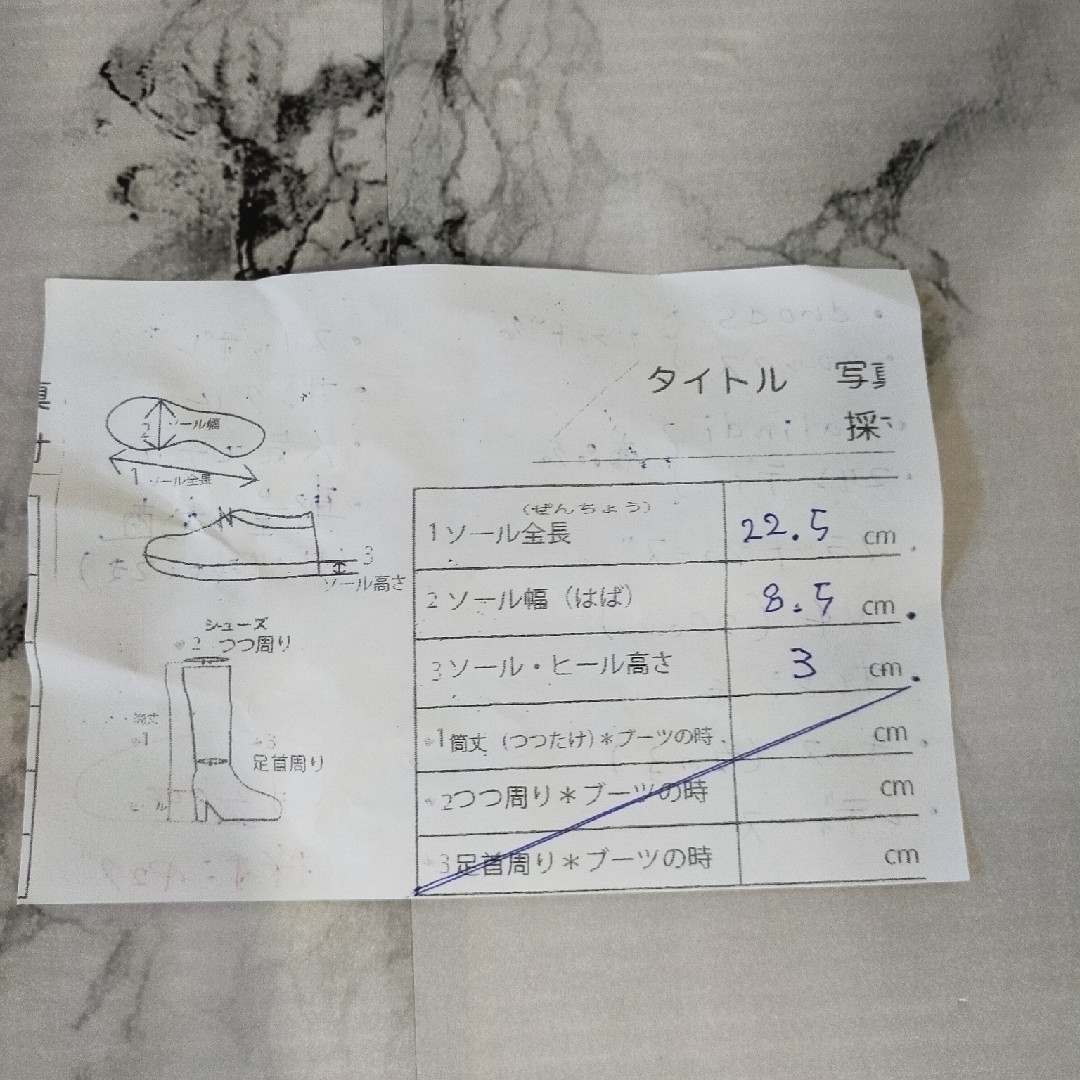 タイトル 写真
採寸
2 ソール幅
1 ソール全長
3
ソール高さ
シューズ
2 つつ周り
筒丈
*1
*3
足首周り
(ぜんちょう)
1 ソール全長 22.5 cm
2 ソール幅 (はば) 8.5 cm
3 ソール・ヒール高さ 3 cm
*1 筒丈 (つつたけ)*ブーツの時 cm
*2つつ周り*ブーツの時 cm
*3足首周り*ブーツの時 cm